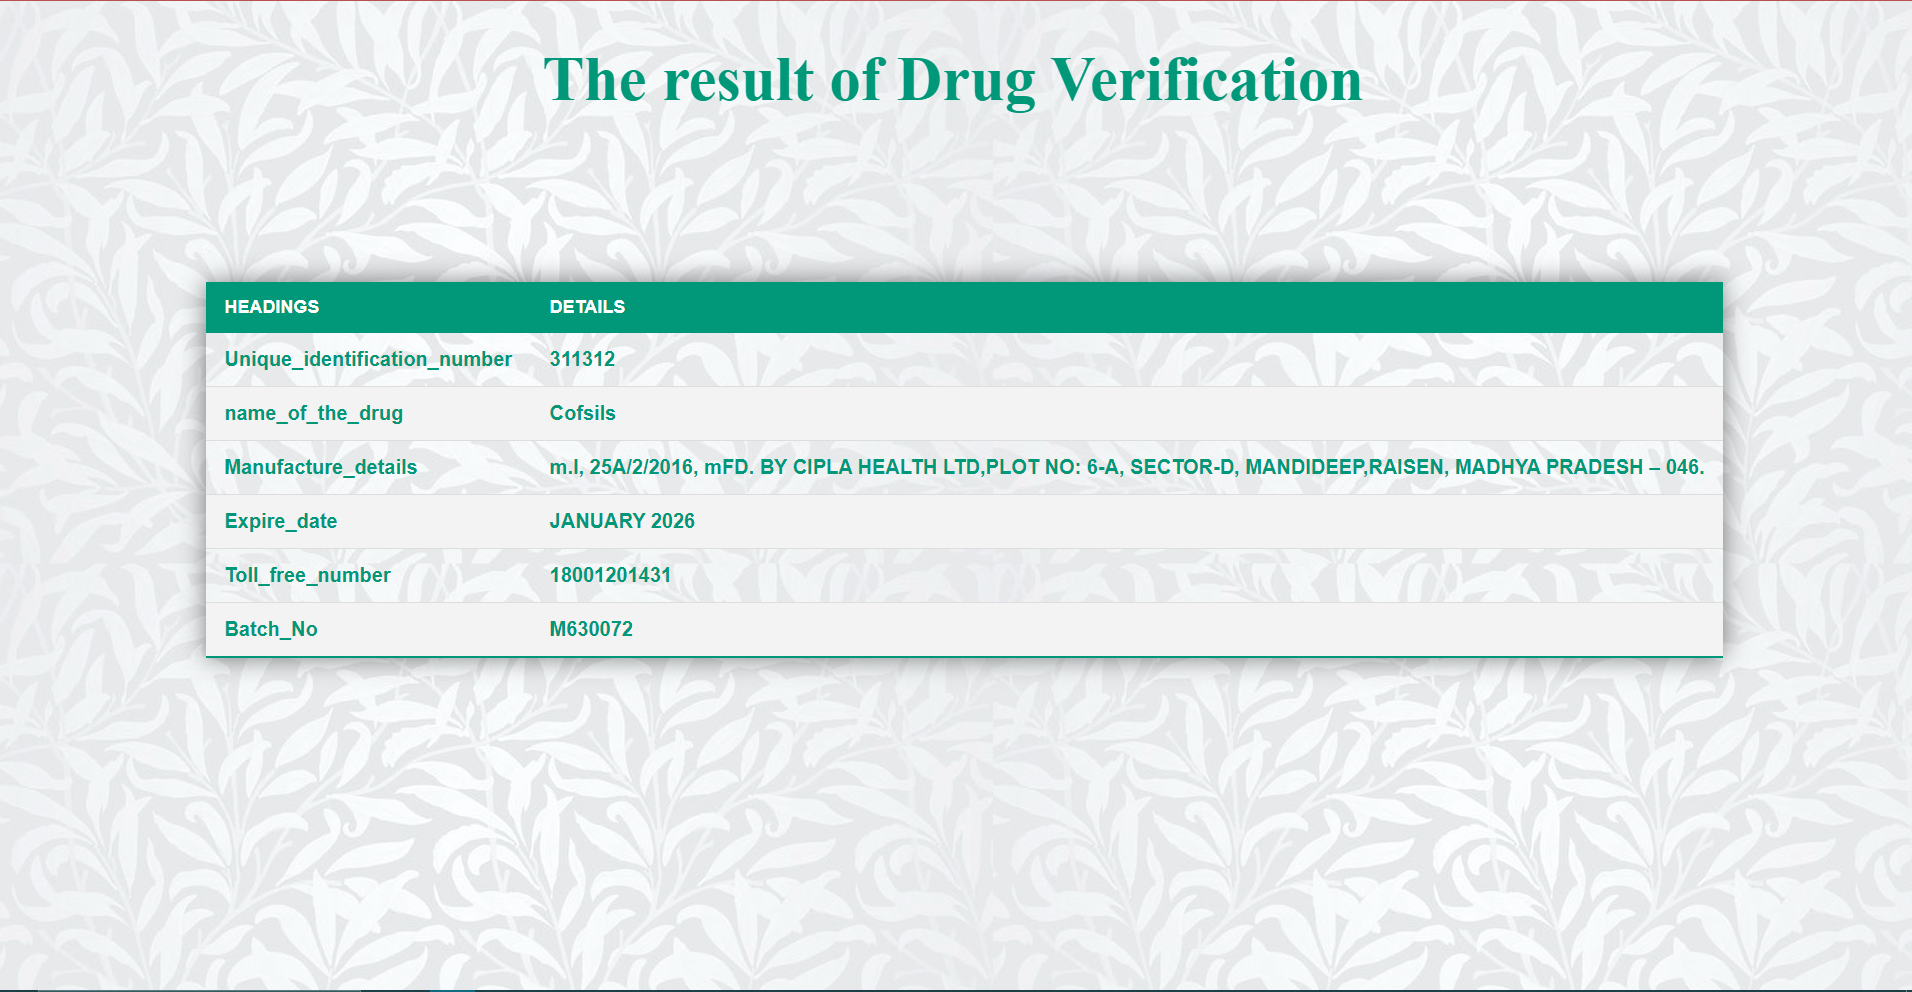 The result of Drug Verification
HEADINGS DETAILS
Unique_identification_number 311312
name_of_the_drug Cofsils
Manufacture_details m.l, 25A/2/2016, mFD. BY CIPLA HEALTH LTD,PLOT NO: 6-A, SECTOR-D, MANDIDEEP,RAISEN, MADHYA PRADESH – 046.
Expire_date JANUARY 2026
Toll_free_number 18001201431
Batch_No M630072